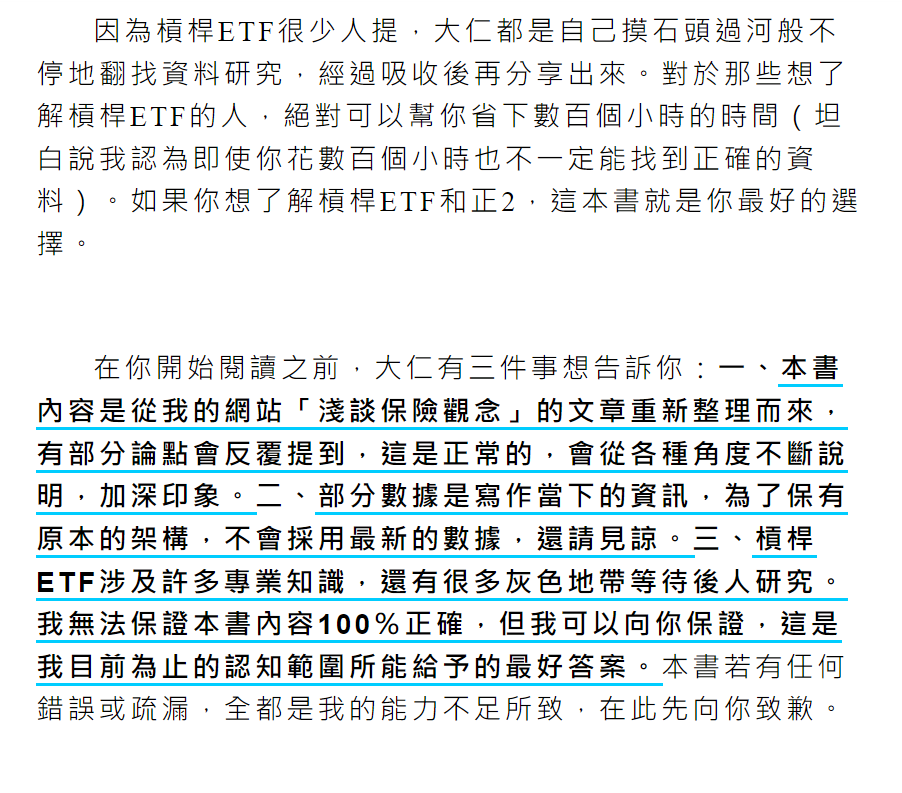 因為槓桿ETF很少人提，大仁都是自己摸石頭過河般不
停地翻找資料研究，經過吸收後再分享出來。對於那些想了
解槓桿ETF的人，絕對可以幫你省下數百個小時的時間（坦
白說我認為即使你花數百個小時也不一定能找到正確的資
料）。如果你想了解槓桿ETF和正2，這本書就是你最好的選
擇。
在你開始閱讀之前，大仁有三件事想告訴你：一、本書
內容是從我的網站「淺談保險觀念」的文章重新整理而來，
有部分論點會反覆提到，這是正常的，會從各種角度不斷說
明，加深印象。二、部分數據是寫作當下的資訊，為了保有
原本的架構，不會採用最新的數據，還請見諒。三、槓桿
ETF涉及許多專業知識，還有很多灰色地帶等待後人研究。
我無法保證本書內容100％正確，但我可以向你保證，這是
我目前為止的認知範圍所能給予的最好答案。本書若有任何
錯誤或疏漏，全都是我的能力不足所致，在此先向你致歉。